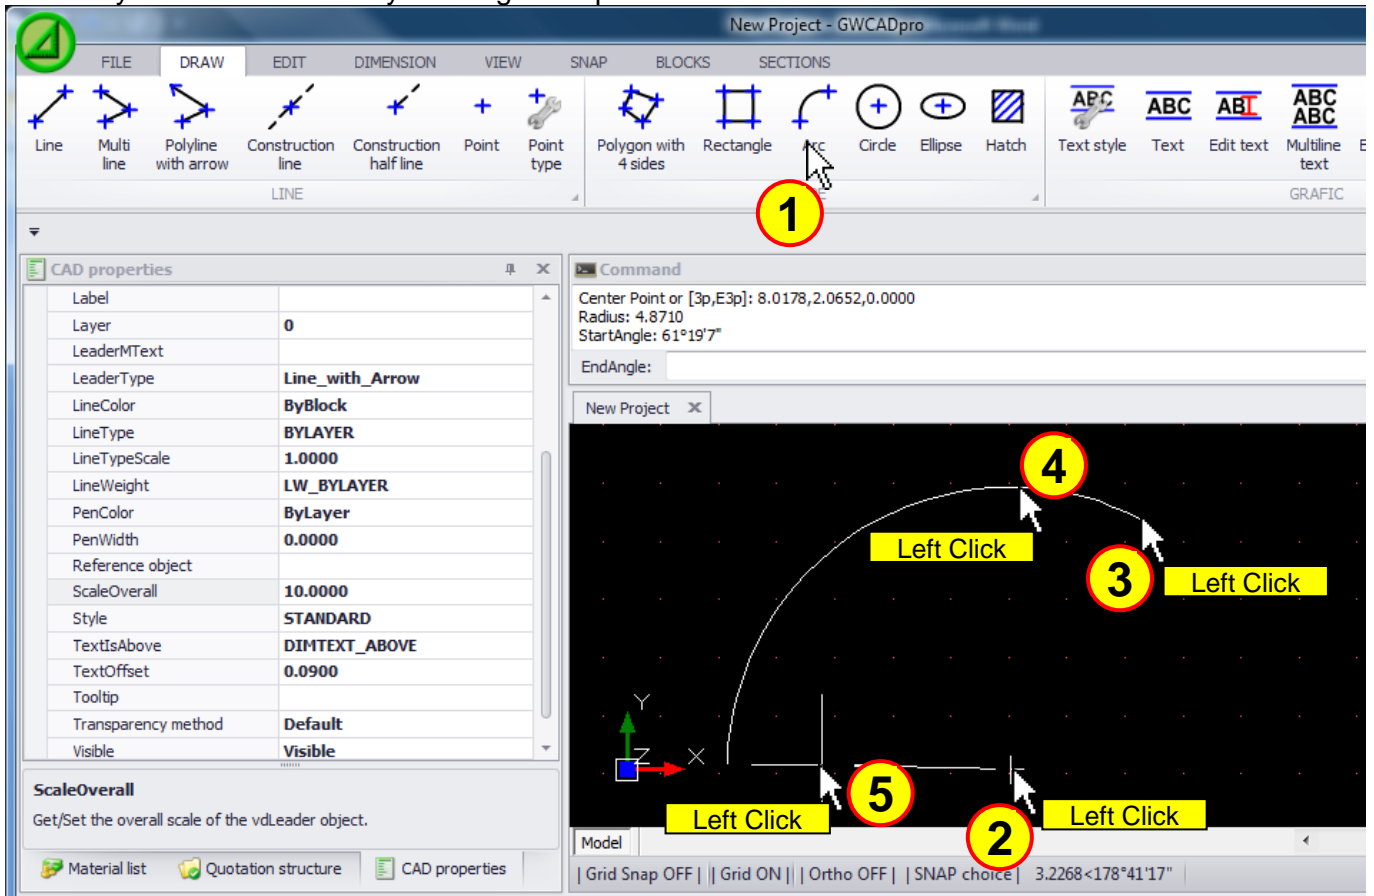 New Project - GWCADpro
FILE DRAW EDIT DIMENSION VIEW SNAP BLOCKS SECTIONS
Line Multi line Polyline with arrow Construction line Construction half line Point Point type Polygon with 4 sides Rectangle Arc Circle Ellipse Hatch Text style Text Edit text Multiline text
ABC ABC ABI ABC ABC
LINE GRAFIC
1
CAD properties
Label
Layer 0
LeaderMText
LeaderType Line_with_Arrow
LineColor ByBlock
LineType BYLAYER
LineTypeScale 1.0000
LineWeight LW_BYLAYER
PenColor ByLayer
PenWidth 0.0000
Reference object
ScaleOverall 10.0000
Style STANDARD
TextIsAbove DIMTEXT_ABOVE
TextOffset 0.0900
Tooltip
Transparency method Default
Visible Visible
ScaleOverall
Get/Set the overall scale of the vdLeader object.
Material list Quotation structure CAD properties
Command
Center Point or [3p,E3p]: 8.0178,2.0652,0.0000
Radius: 4.8710
StartAngle: 61°19'7"
EndAngle:
New Project
4
Left Click
3
Left Click
Y
Z X
5
Left Click
2
Left Click
Model
| Grid Snap OFF | | Grid ON | | Ortho OFF | | SNAP choice | 3.2268<178°41'17"